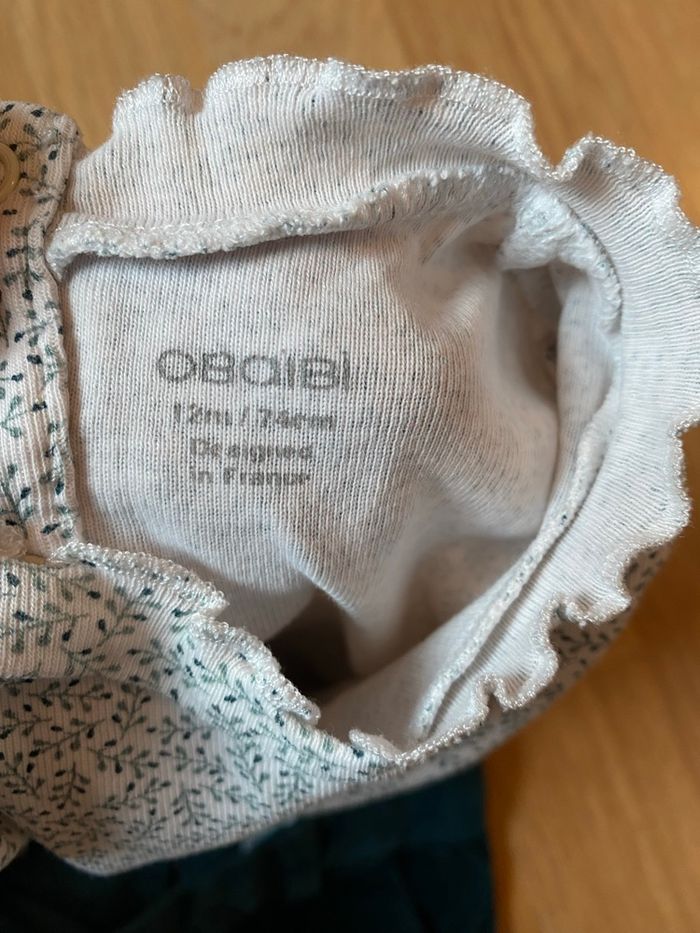 obaibi
12m / 74cm
Designed
in France